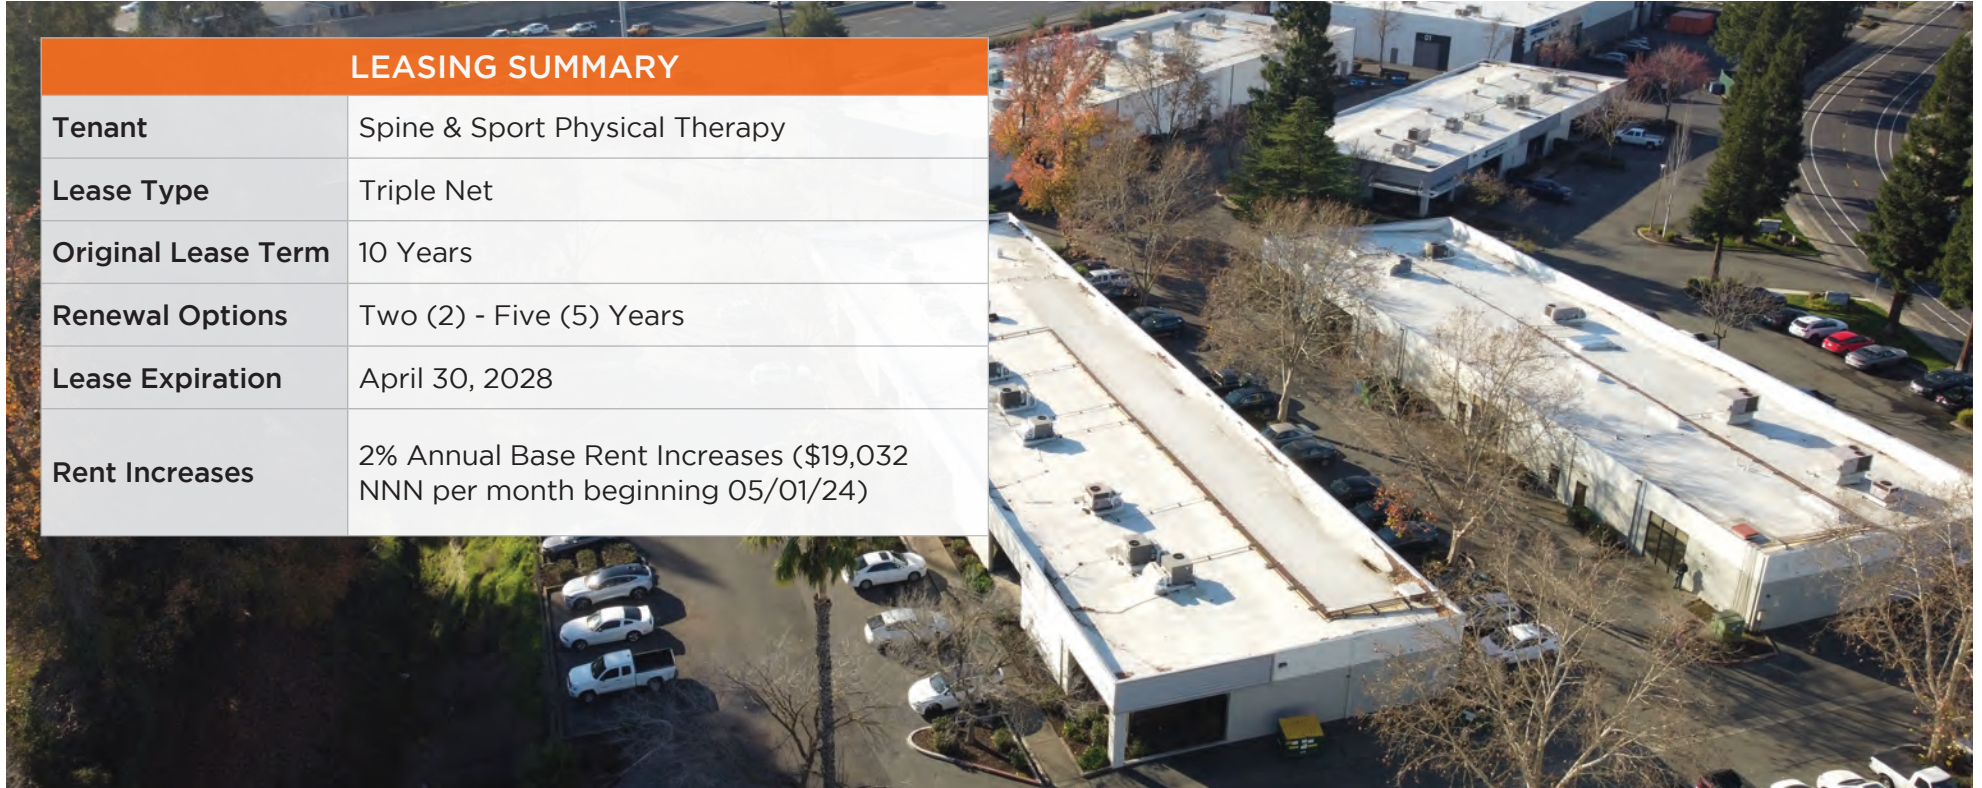 LEASING SUMMARY
Tenant Spine & Sport Physical Therapy
Lease Type Triple Net
Original Lease Term 10 Years
Renewal Options Two (2) - Five (5) Years
Lease Expiration April 30, 2028
Rent Increases 2% Annual Base Rent Increases ($19,032
NNN per month beginning 05/01/24)